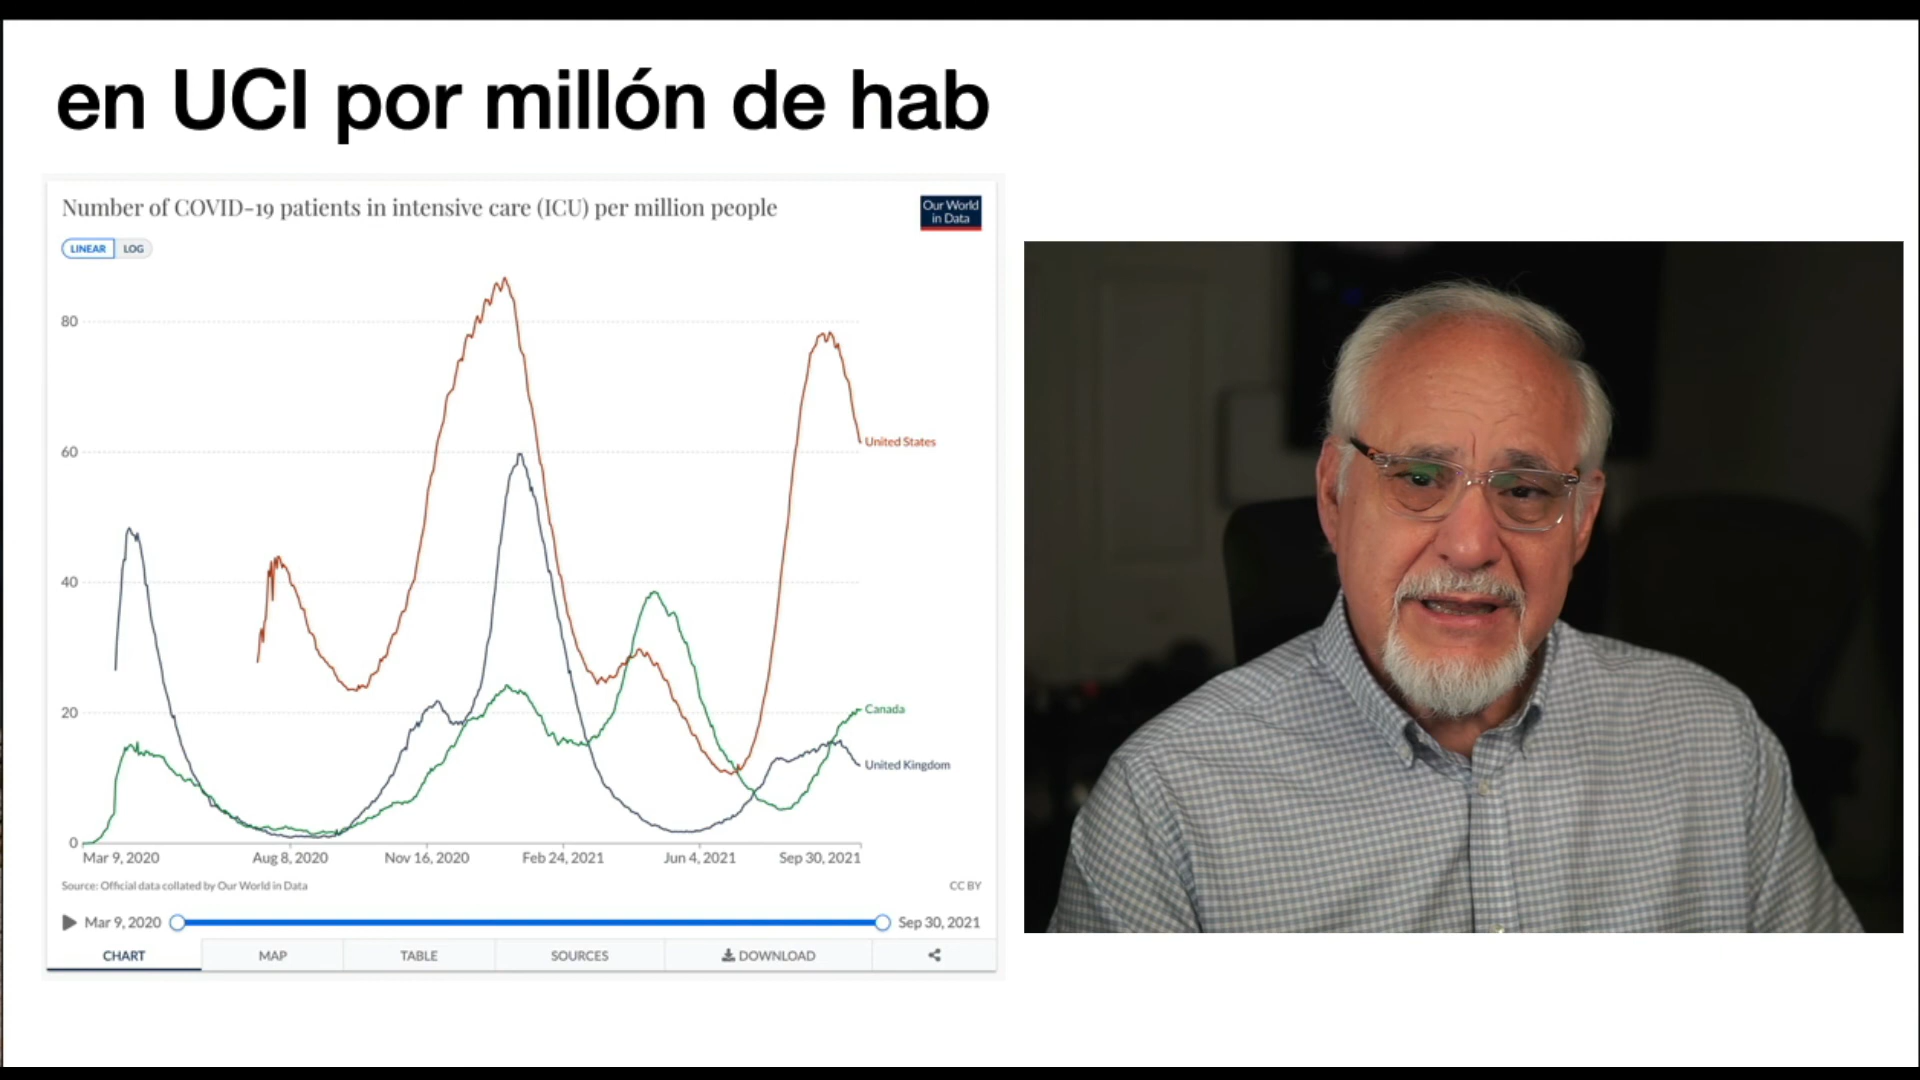 en UCI por millón de hab
Number of COVID-19 patients in intensive care (ICU) per million people
Our World
in Data
LINEAR LOG
80
60
40
20
0
United States
Canada
United Kingdom
Mar 9, 2020 Aug 8, 2020 Nov 16, 2020 Feb 24, 2021 Jun 4, 2021 Sep 30, 2021
Source: Official data collated by Our World in Data CC BY
Mar 9, 2020 Sep 30, 2021
CHART MAP TABLE SOURCES DOWNLOAD